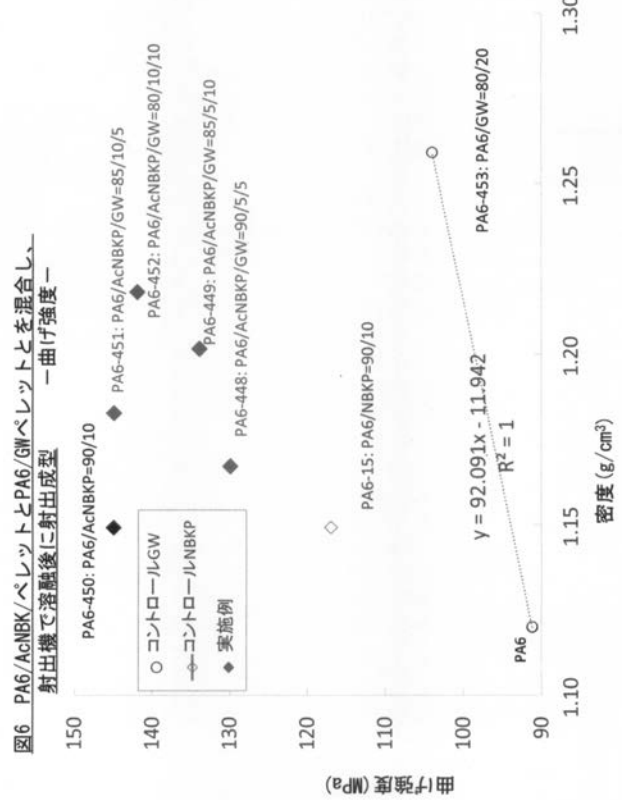 図6 PA6/AcNBK/ペレットとPA6/GWペレットとを混合し、
射出機で溶融後に射出成型 ー曲げ強度ー
曲げ強度(MPa)
150
140
130
120
110
100
90
PA6-450: PA6/AcNBKP=90/10
PA6-451: PA6/AcNBKP/GW=85/10/5
PA6-452: PA6/AcNBKP/GW=80/10/10
PA6-449: PA6/AcNBKP/GW=85/5/10
PA6-448: PA6/AcNBKP/GW=90/5/5
○ コントロールGW
◇ コントロールNBKP
◆ 実施例
PA6-15: PA6/NBKP=90/10
y = 92.091x - 11.942
R² = 1
PA6-453: PA6/GW=80/20
PA6
1.10
1.15
1.20
1.25
1.30
密度(g/cm³)